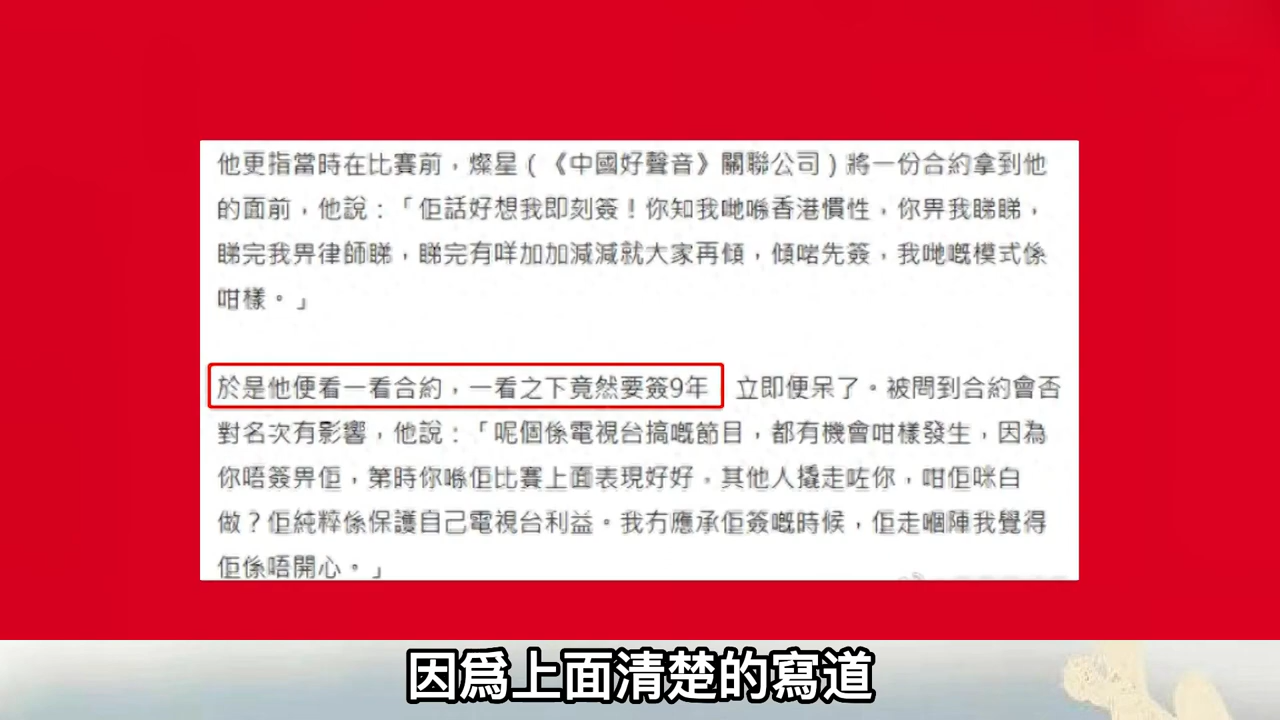 他更指當時在比賽前，燦星（《中國好聲音》關聯公司）將一份合約拿到他
的面前，他說：「佢話好想我即刻簽！你知我哋喺香港慣性，你畀我睇睇，
睇完我畀律師睇，睇完有咩加加減減就大家再傾，傾啱先簽，我哋嘅模式係
咁樣。」
於是他便看一看合約，一看之下竟然要簽9年 立即便呆了。被問到合約會否
對名次有影響，他說：「呢個係電視台搞嘅節目，都有機會咁樣發生，因為
你唔簽畀佢，第時你喺佢比賽上面表現好好，其他人撬走咗你，咁佢咪白
做？佢純粹係保護自己電視台利益。我冇應承佢簽嘅時候，佢走嗰陣我覺得
佢係唔開心。」
因爲上面清楚的寫道